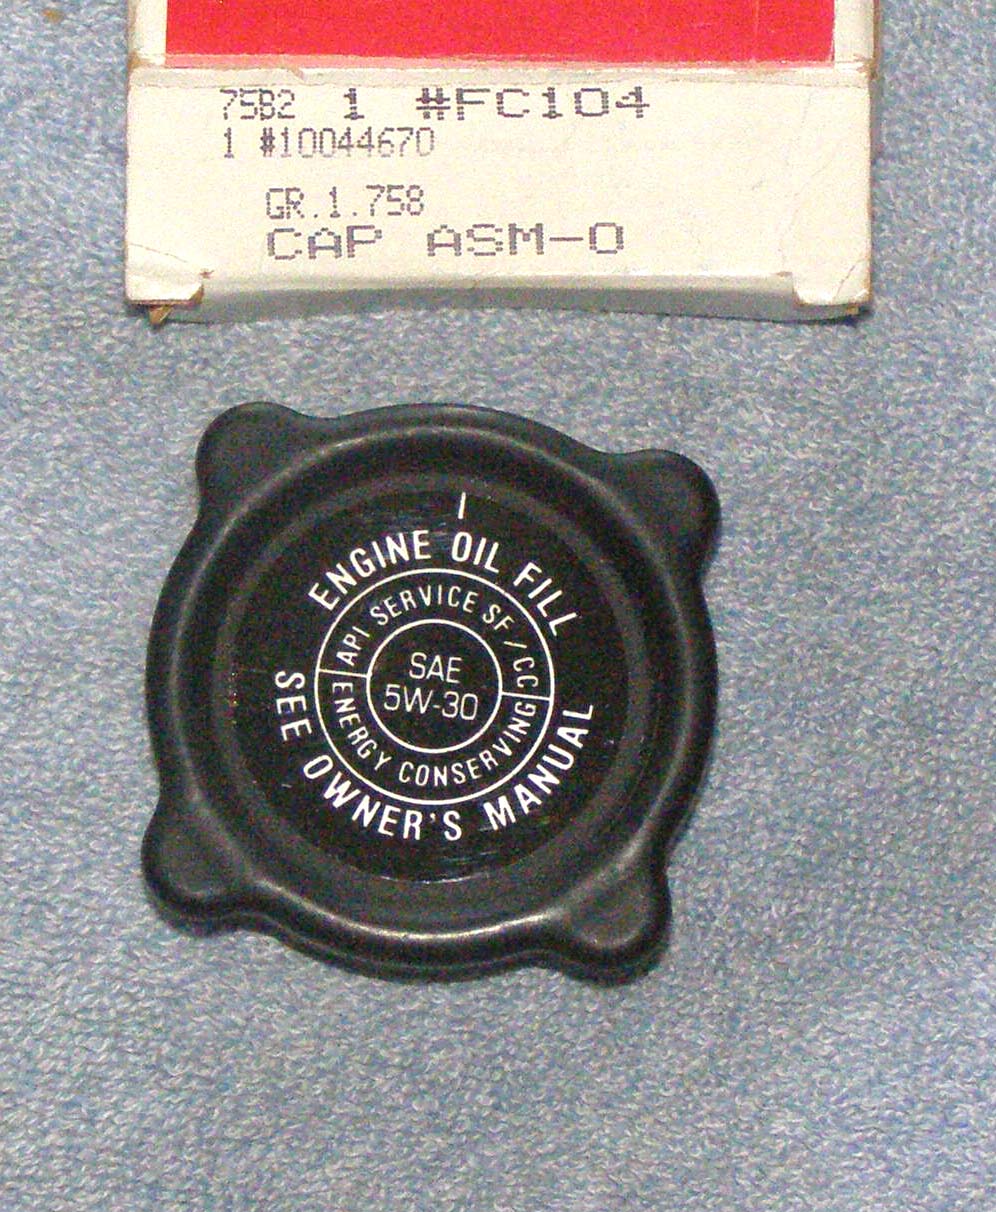 75B2 1 #FC104
1 #10044670
GR.1.758
CAP ASM-O
I
ENGINE OIL FILL
API SERVICE SF/CC
SAE
5W-30
ENERGY CONSERVING
SEE OWNER'S MANUAL